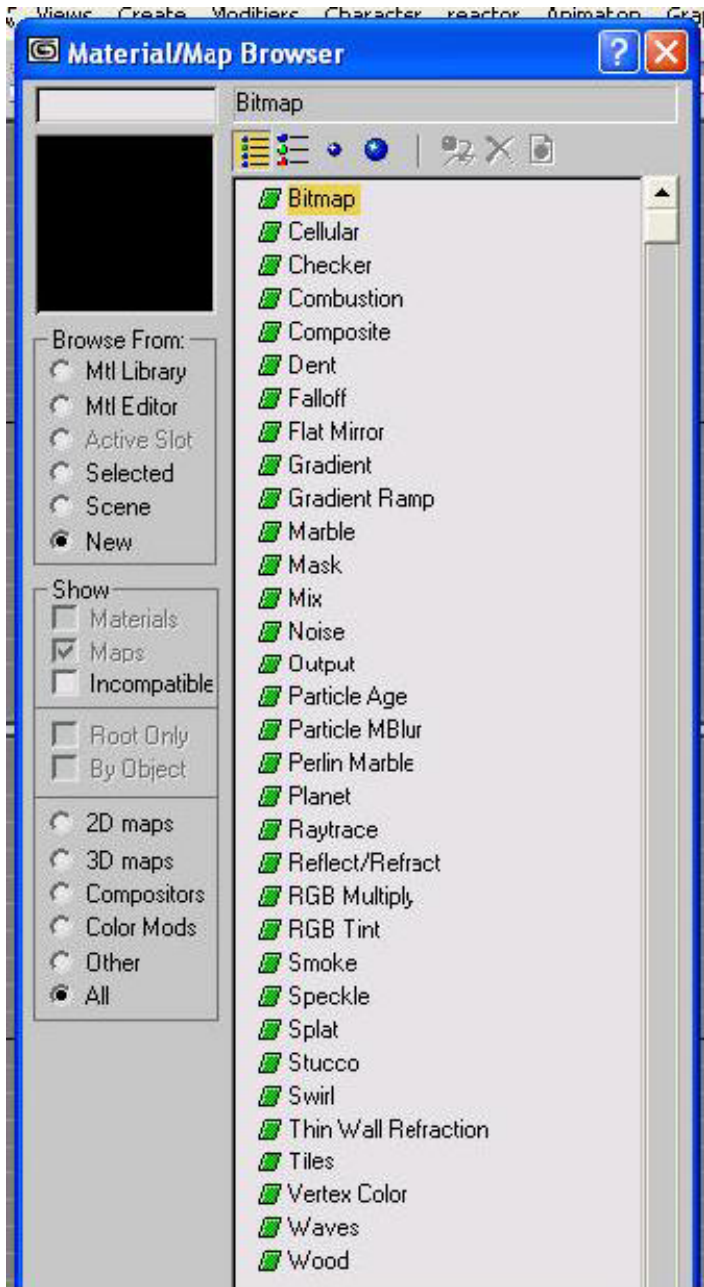 Views Create Modifiers Character reactor Animation
Material/Map Browser
Bitmap
Bitmap
Cellular
Checker
Combustion
Composite
Dent
Falloff
Flat Mirror
Gradient
Gradient Ramp
Marble
Mask
Mix
Noise
Output
Particle Age
Particle MBlur
Perlin Marble
Planet
Raytrace
Reflect/Refract
RGB Multiply
RGB Tint
Smoke
Speckle
Splat
Stucco
Swirl
Thin Wall Refraction
Tiles
Vertex Color
Waves
Wood
Browse From:
Mtl Library
Mtl Editor
Active Slot
Selected
Scene
New
Show
Materials
Maps
Incompatible
Root Only
By Object
2D maps
3D maps
Compositors
Color Mods
Other
All